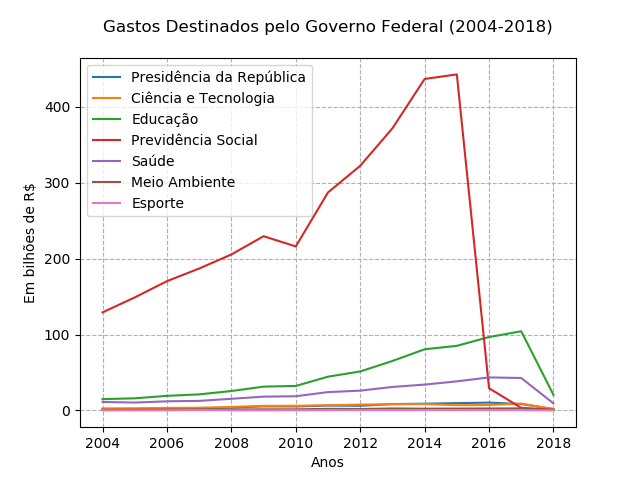 Gastos Destinados pelo Governo Federal (2004-2018)
Presidência da República
Ciência e Tecnologia
Educação
Previdência Social
Saúde
Meio Ambiente
Esporte
400
300
200
100
0
Em bilhões de R$
2004 2006 2008 2010 2012 2014 2016 2018
Anos